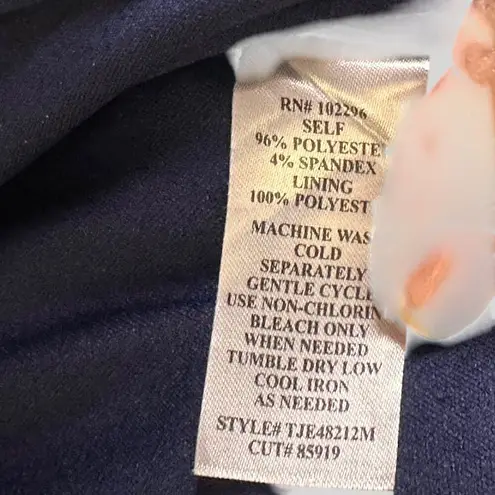 RN# 102296
SELF
96% POLYESTE
4% SPANDEX
LINING
100% POLYEST
MACHINE WAS
COLD
SEPARATELY
GENTLE CYCL
USE NON-CHLORIN
BLEACH ONLY
WHEN NEEDED
TUMBLE DRY LOW
COOL IRON
AS NEEDED
STYLE# TJE48212M
CUT# 85919